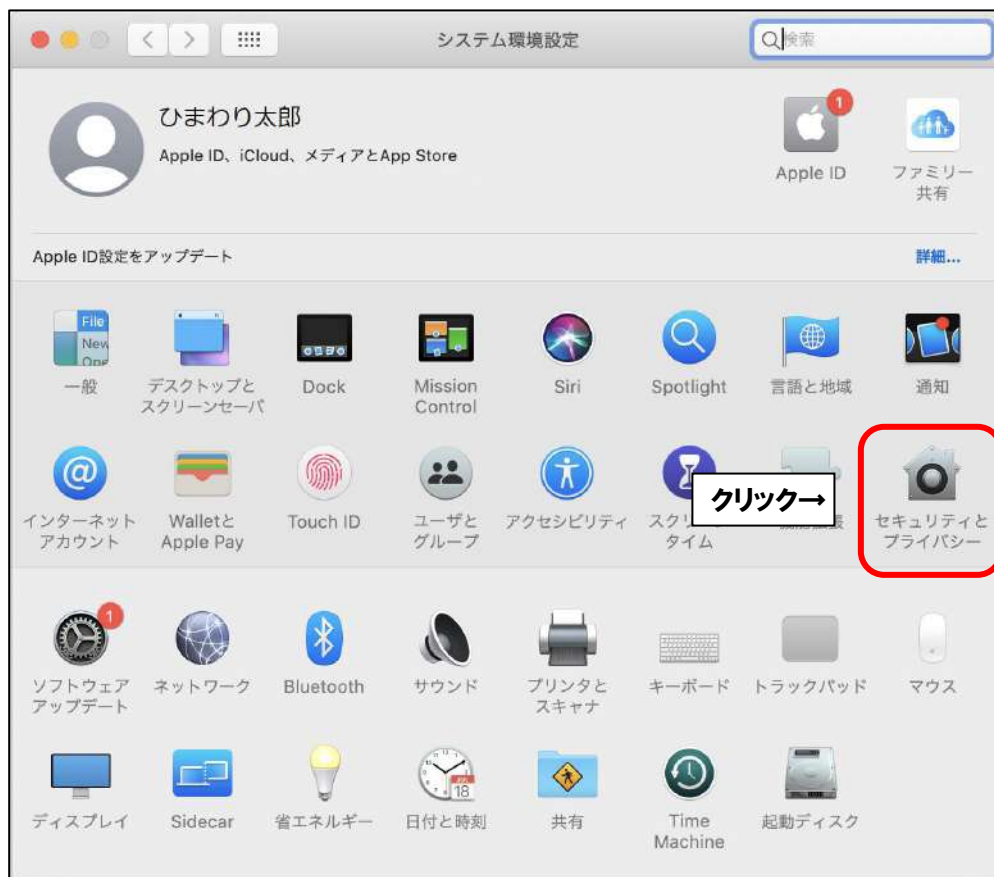 システム環境設定
検索
ひまわり太郎
Apple ID、iCloud、メディアとApp Store
1
Apple ID
ファミリー
共有
Apple ID設定をアップデート
詳細...
File
New
Ope
一般
デスクトップと
スクリーンセーバ
Dock
Mission
Control
Siri
Spotlight
言語と地域
通知
クリック→
インターネット
アカウント
Walletと
Apple Pay
Touch ID
ユーザと
グループ
アクセシビリティ
タイム
セキュリティと
プライバシー
1
ソフトウェア
アップデート
ネットワーク
Bluetooth
サウンド
プリンタと
スキャナ
キーボード
トラックパッド
マウス
JUL
18
ディスプレイ
Sidecar
省エネルギー
日付と時刻
共有
Time
Machine
起動ディスク